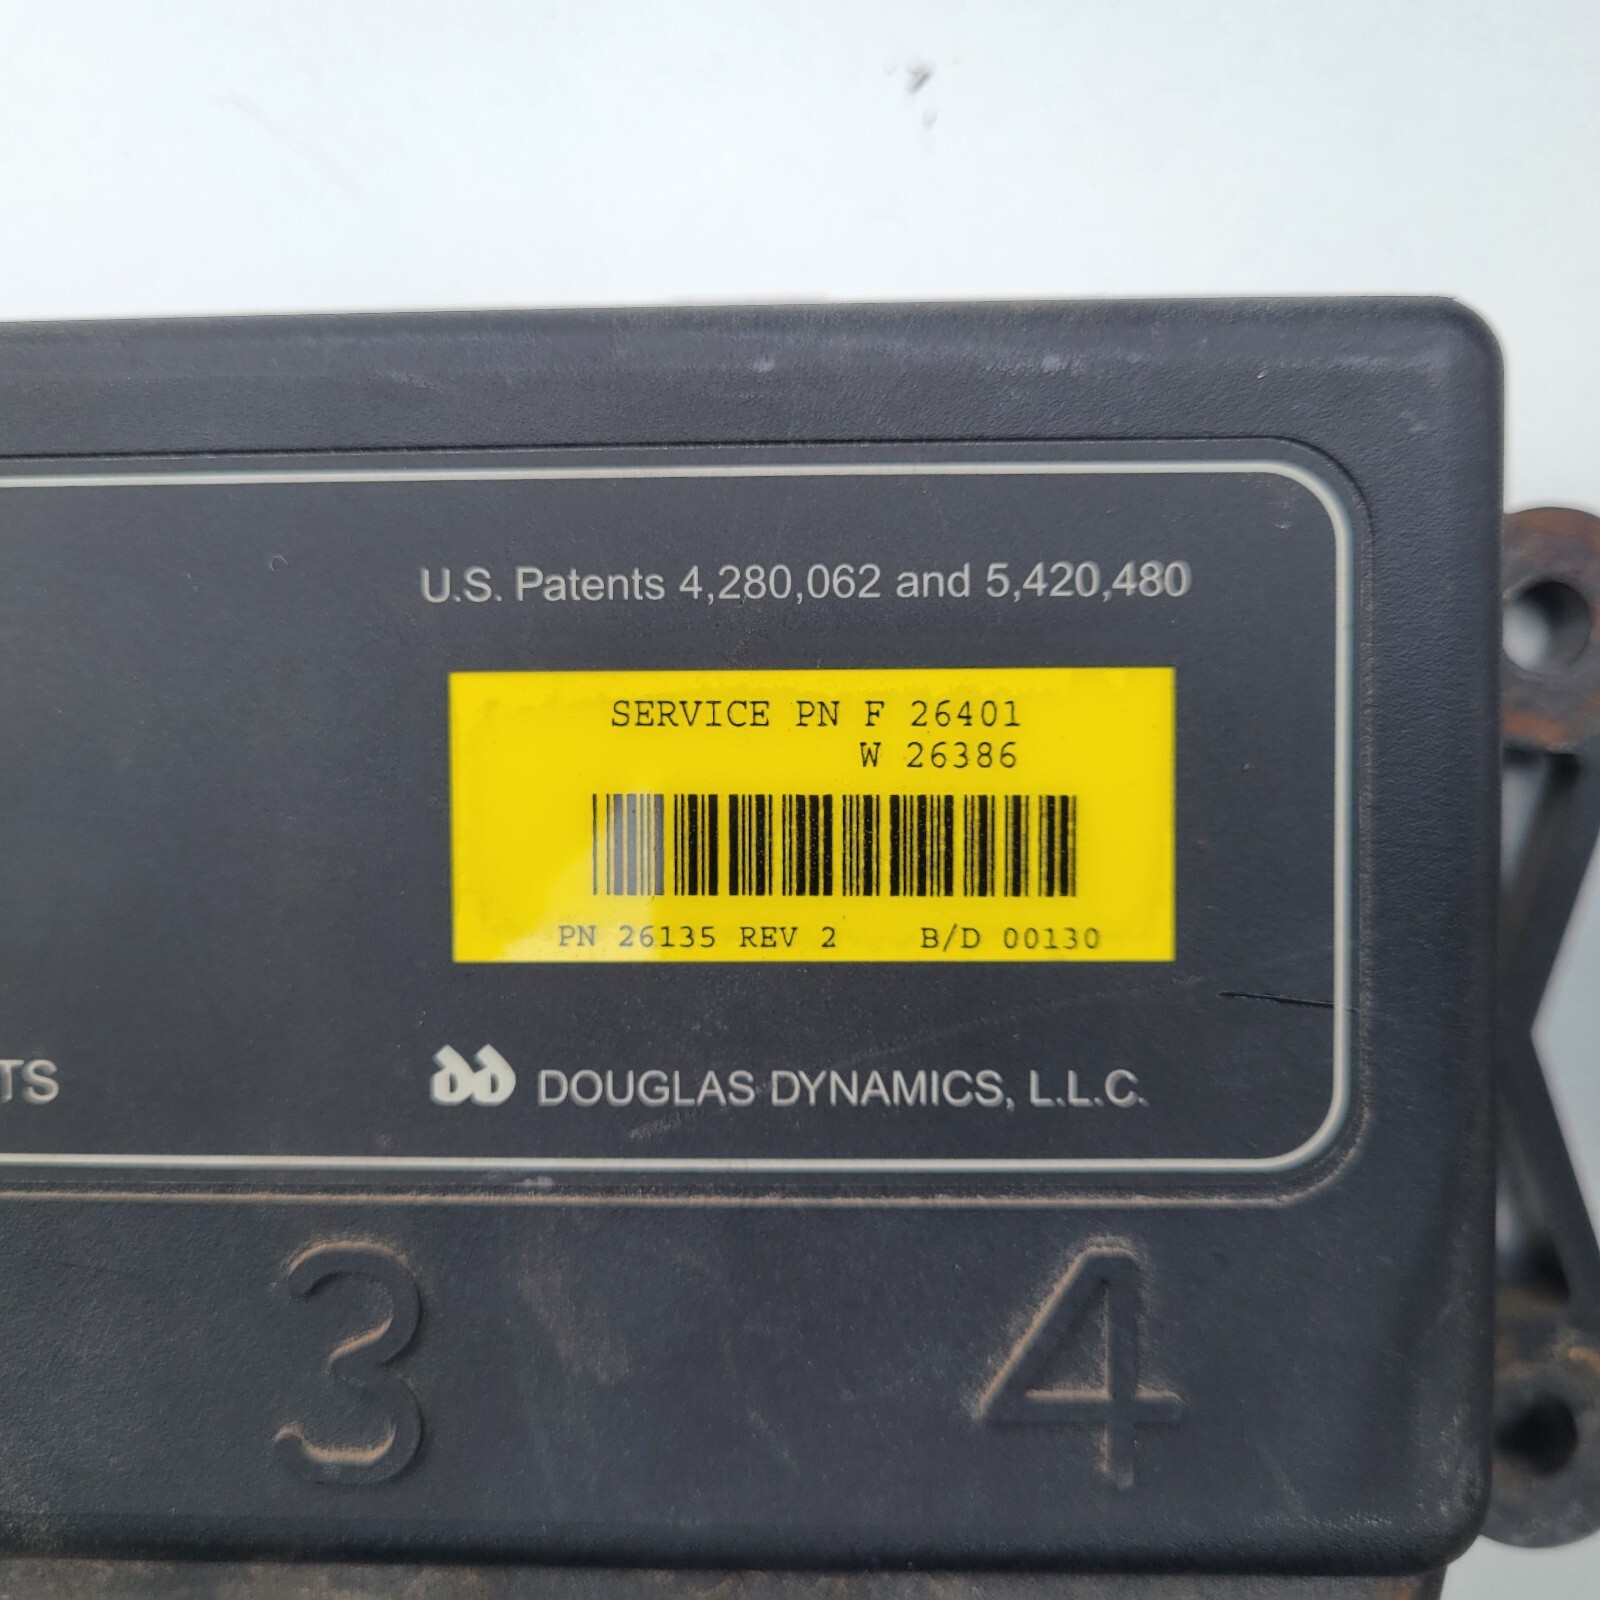 U.S. Patents 4,280,062 and 5,420,480
SERVICE PN F 26401
W 26386
PN 26135 REV 2 B/D 00130
TS
DOUGLAS DYNAMICS, L.L.C.
3 4